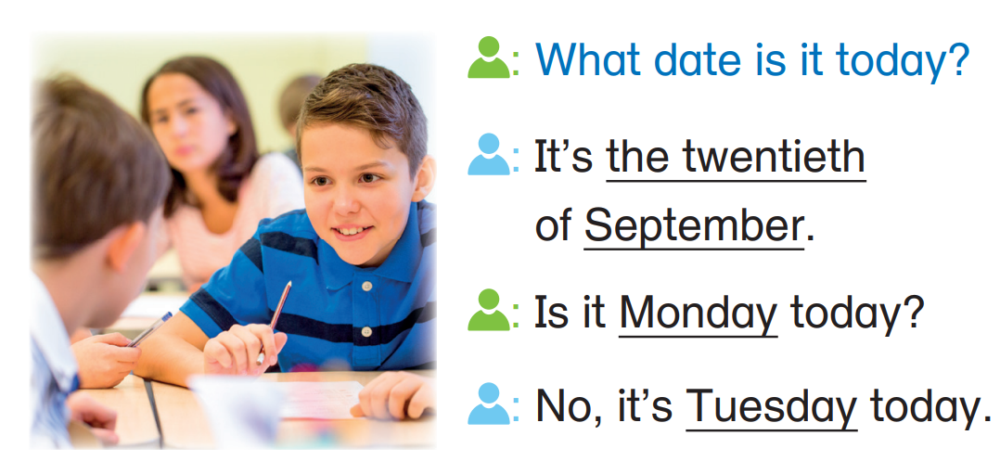 : What date is it today?
: It's the twentieth
of September.
: Is it Monday today?
: No, it's Tuesday today.